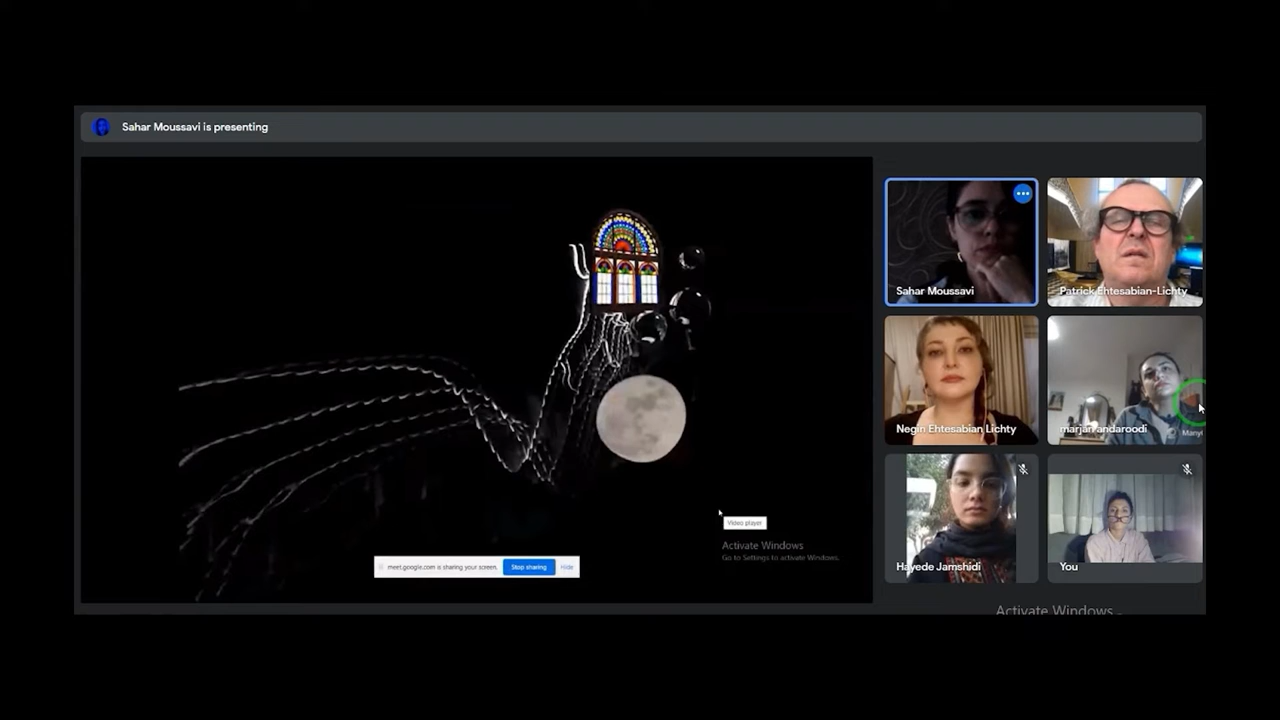 Sahar Moussavi is presenting
Sahar Moussavi
Patrick Ehtesabian-Lichty
Negin Ehtesabian Lichty
marjan andaroodi
Manyi
Hayede Jamshidi
You
Video player
Activate Windows
Go to Settings to activate Windows.
meet.google.com is sharing your screen.
Stop sharing
Hide
Activate Windows